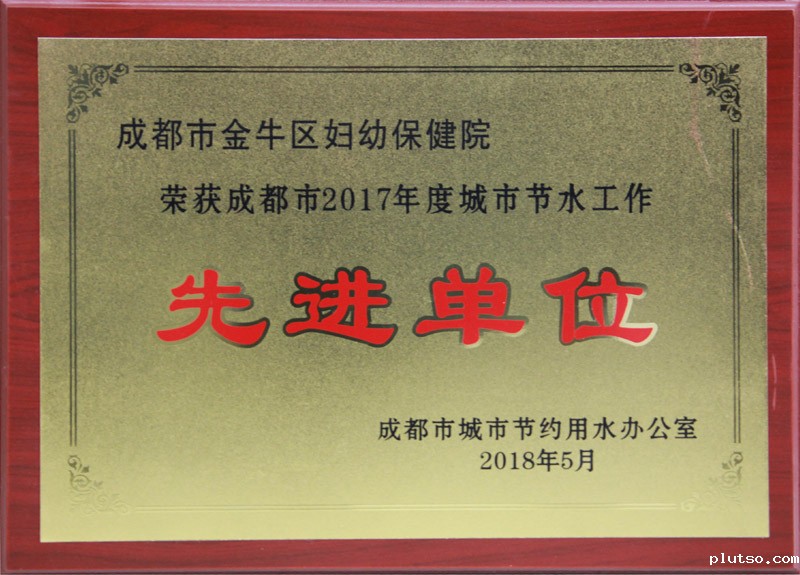 成都市金牛区妇幼保健院
荣获成都市2017年度城市节水工作
先进单位
成都市城市节约用水办公室
2018年5月
plutso.com